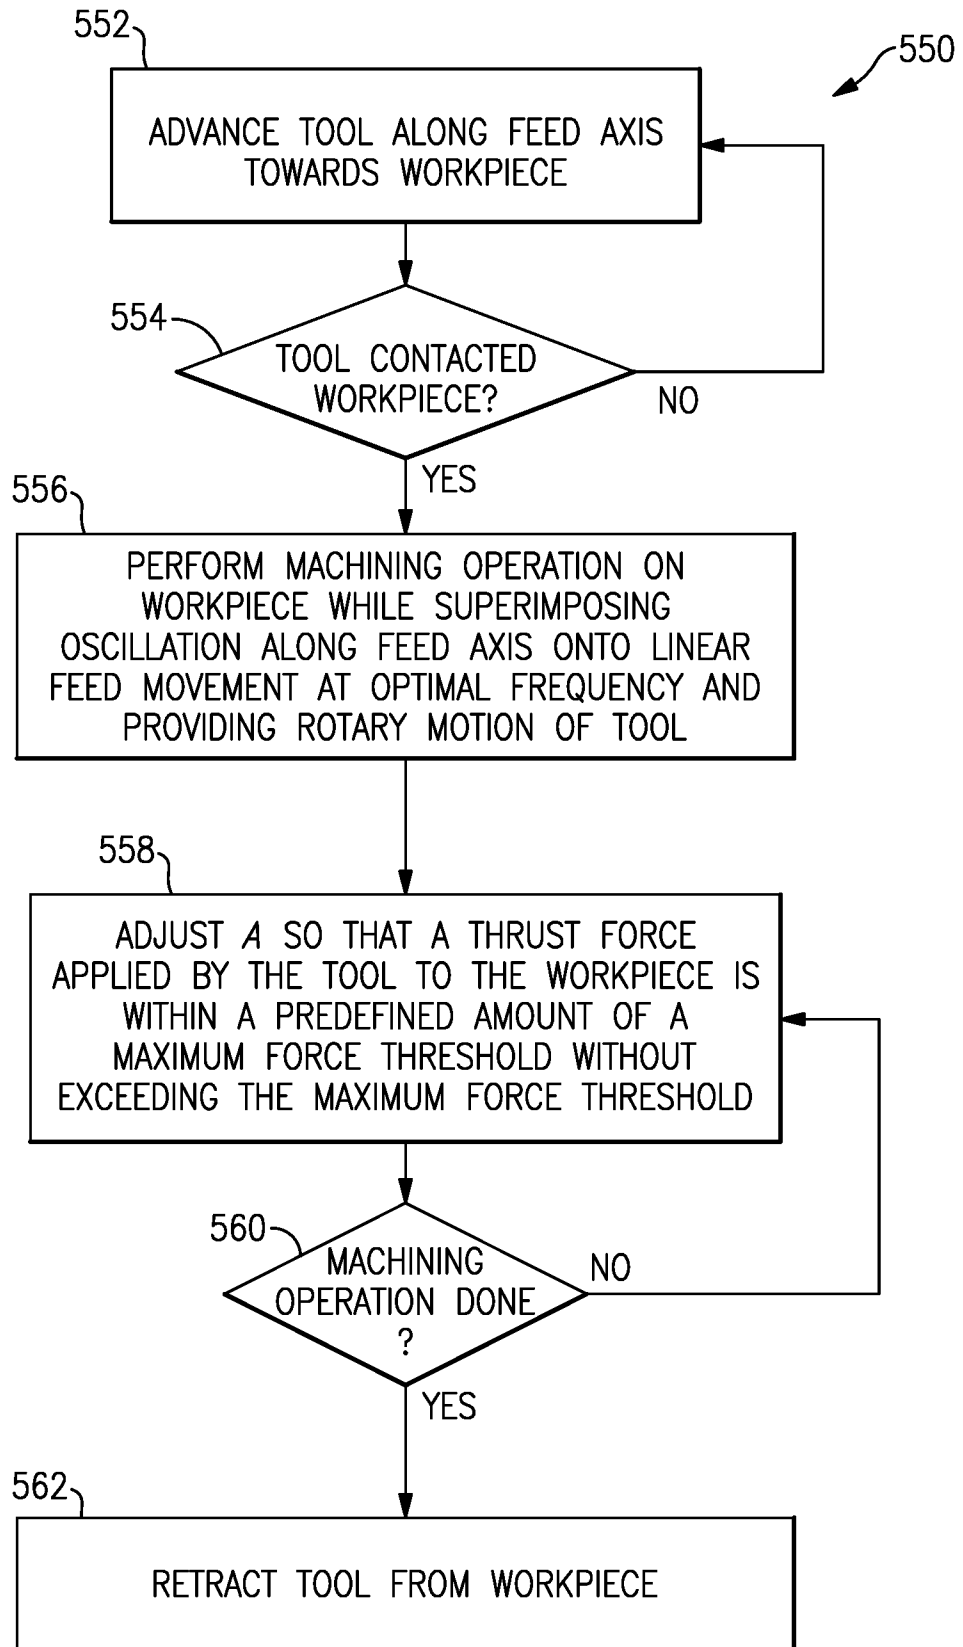 552
550
ADVANCE TOOL ALONG FEED AXIS
TOWARDS WORKPIECE
554
TOOL CONTACTED
WORKPIECE?
NO
YES
556
PERFORM MACHINING OPERATION ON
WORKPIECE WHILE SUPERIMPOSING
OSCILLATION ALONG FEED AXIS ONTO LINEAR
FEED MOVEMENT AT OPTIMAL FREQUENCY AND
PROVIDING ROTARY MOTION OF TOOL
558
ADJUST A SO THAT A THRUST FORCE
APPLIED BY THE TOOL TO THE WORKPIECE IS
WITHIN A PREDEFINED AMOUNT OF A
MAXIMUM FORCE THRESHOLD WITHOUT
EXCEEDING THE MAXIMUM FORCE THRESHOLD
560
MACHINING
OPERATION DONE
?
NO
YES
562
RETRACT TOOL FROM WORKPIECE